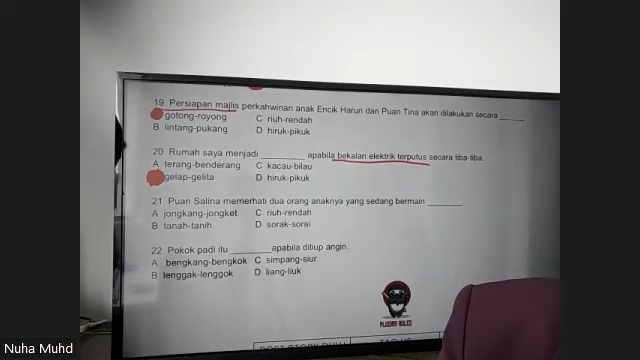 19 Persiapan majlis perkahwinan anak Encik Harun dan Puan Tina akan dilakukan secara ______
gotong-royong C riuh-rendah
B lintang-pukang D hiruk-pikuk
20 Rumah saya menjadi ________ apabila bekalan elektrik terputus secara tiba-tiba.
A terang-benderang C kacau-bilau
gelap-gelita D hiruk-pikuk
21 Puan Salina memerhati dua orang anaknya yang sedang bermain ________.
A jongkang-jongket C riuh-rendah
B tanah-tanih D sorak-sorai
22 Pokok padi itu ________ apabila ditiup angin.
A bengkang-bengkok C simpang-siur
B lenggak-lenggok D liang-liuk
Nuha Muhd